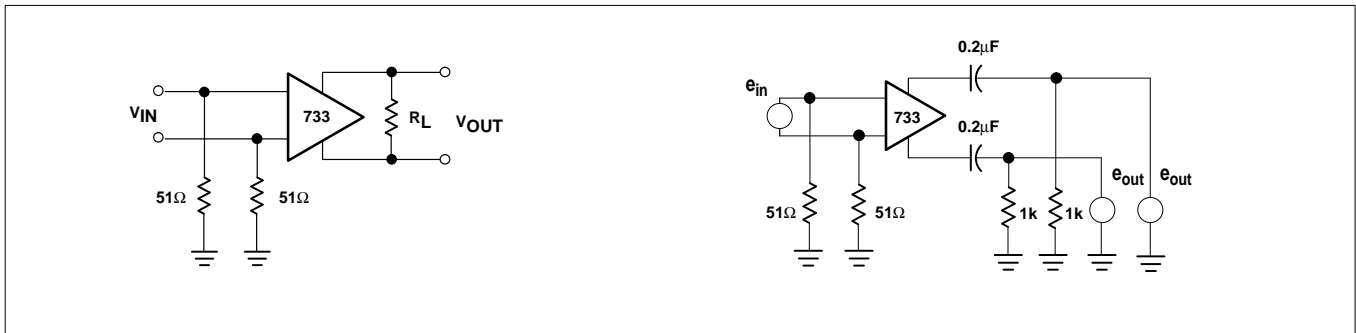 VIN
733
RL
VOUT
51Ω
51Ω
0.2µF
ein
733
0.2µF
eout
eout
51Ω
51Ω
1k
1k